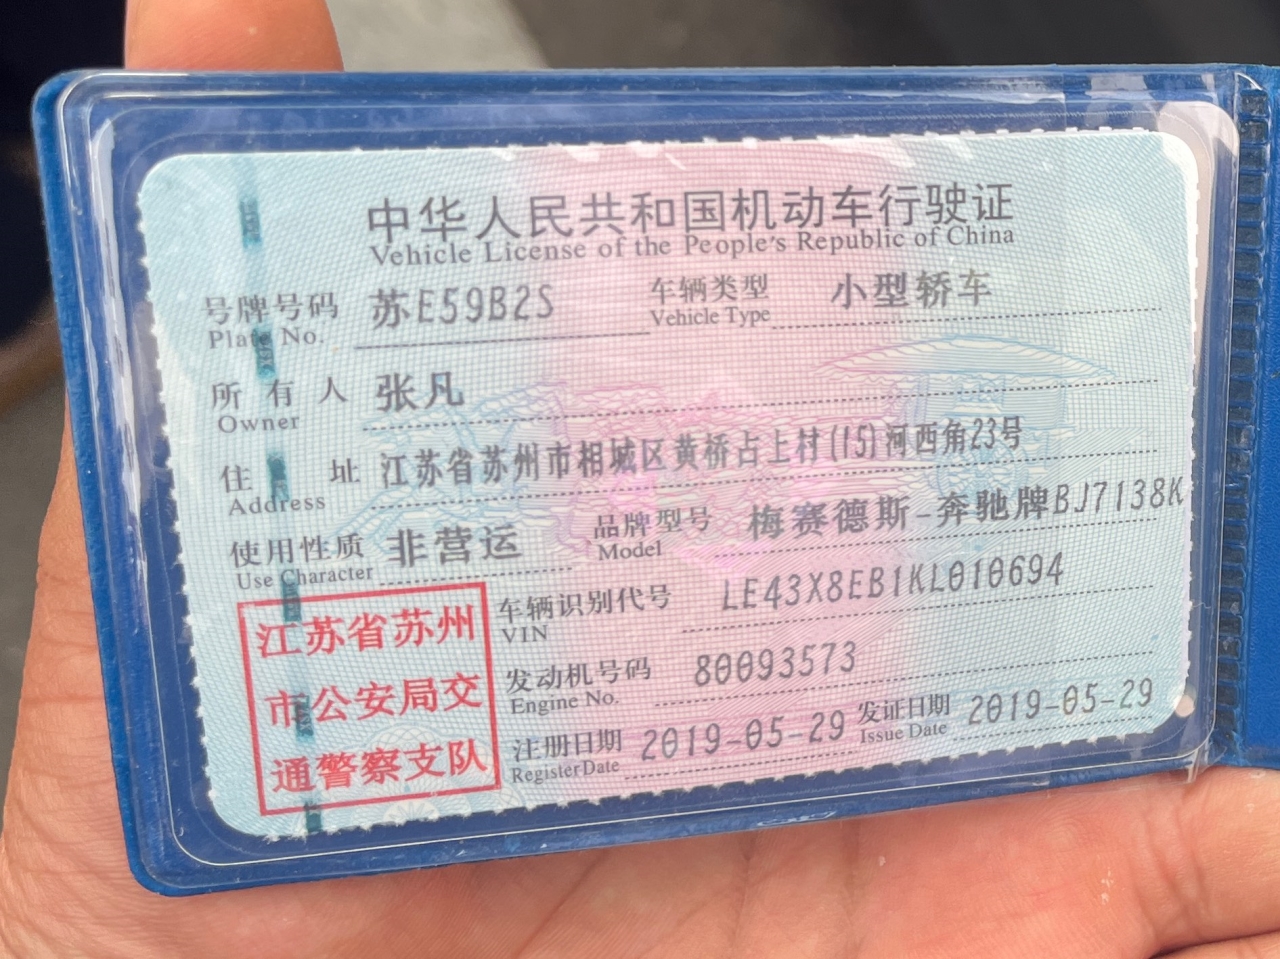 中华人民共和国机动车行驶证
Vehicle License of the People's Republic of China
号牌号码 苏E59B2S 车辆类型 小型轿车
Plate No. Vehicle Type
所有人 张凡
Owner
住址 江苏省苏州市相城区黄桥占上村(15)河西角23号
Address
使用性质 非营运 品牌型号 梅赛德斯-奔驰牌BJ7138K
Use Character Model
江苏省苏州
市公安局交
通警察支队
车辆识别代号 LE43X8EB1KL010694
VIN
发动机号码 80093573
Engine No.
注册日期 2019-05-29 发证日期 2019-05-29
Register Date Issue Date